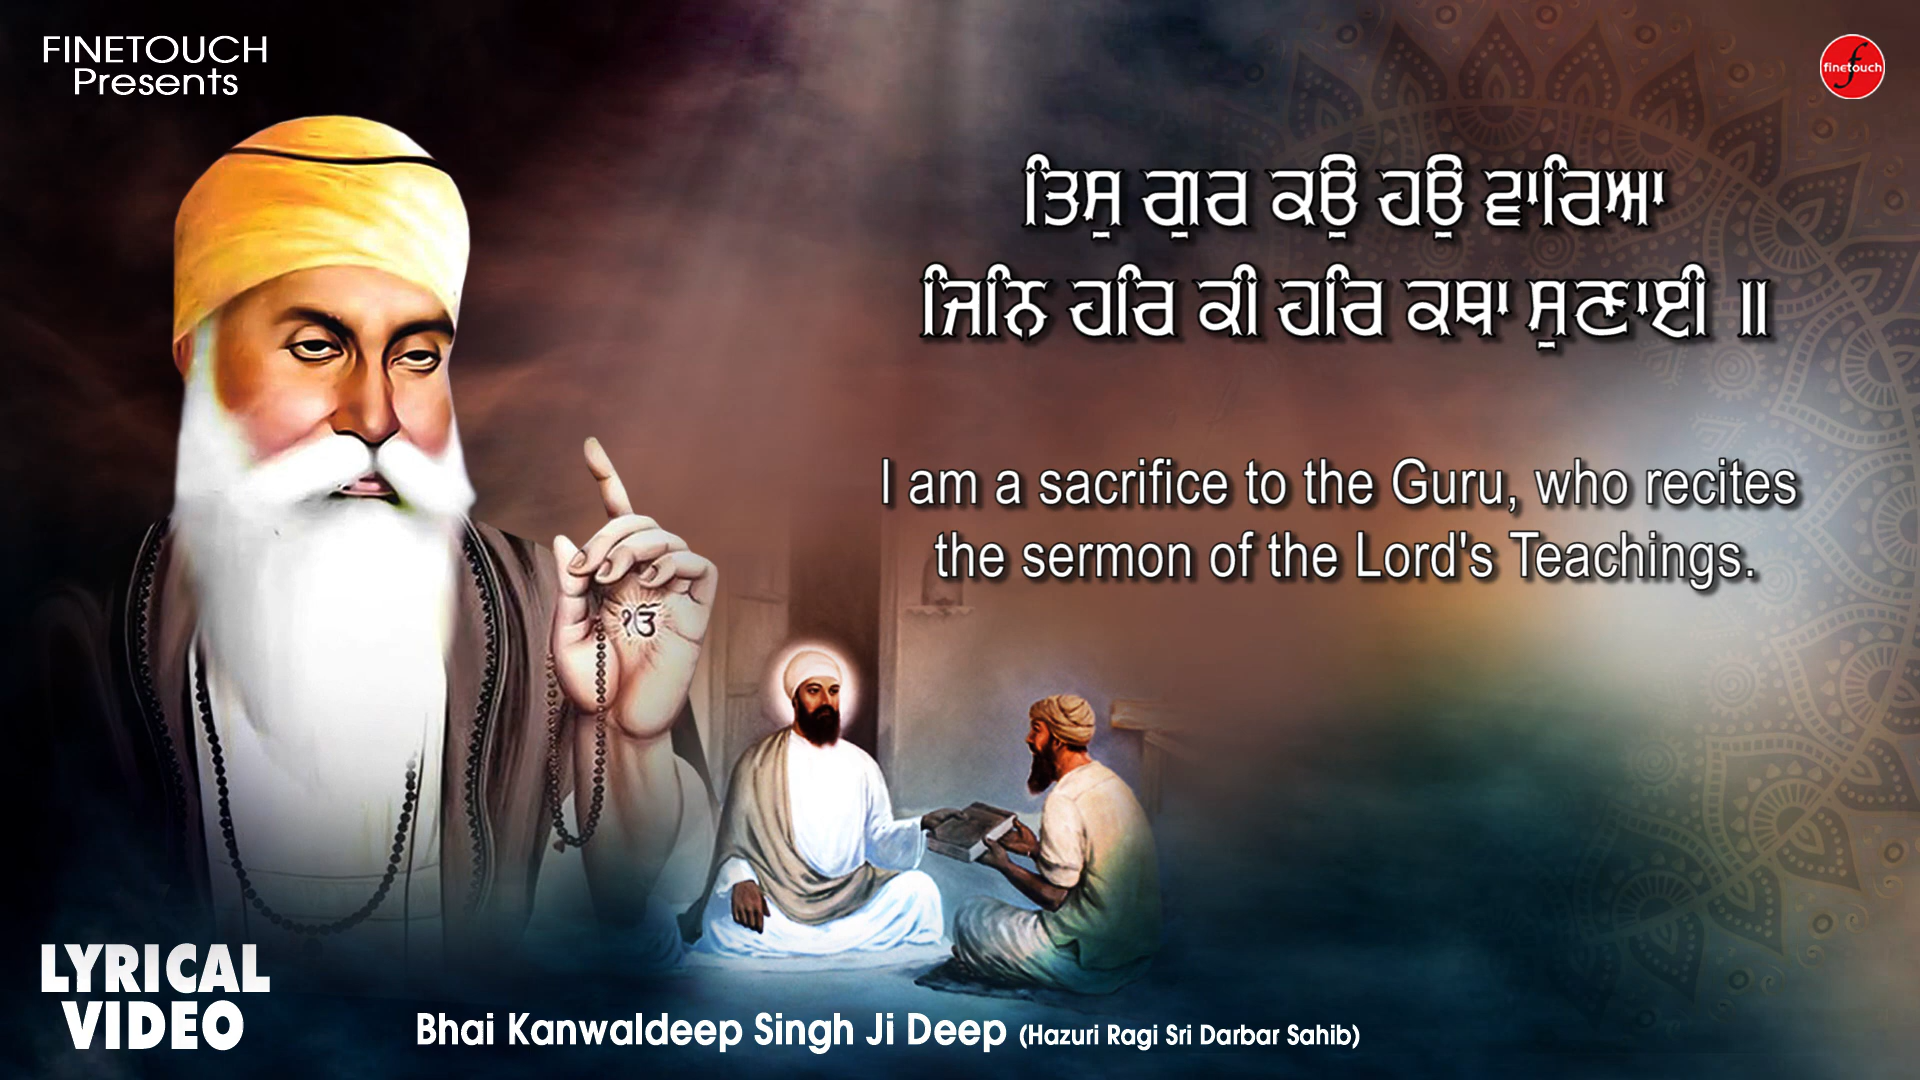 FINETOUCH
Presents
finetouch
ਤਿਸੁ ਗੁਰ ਕਉ ਹਉ ਵਾਰਿਆ
ਜਿਨਿ ਹਰਿ ਕੀ ਹਰਿ ਕਥਾ ਸੁਣਾਈ ॥
I am a sacrifice to the Guru, who recites
the sermon of the Lord's Teachings.
ੴ
LYRICAL
VIDEO
Bhai Kanwaldeep Singh Ji Deep (Hazuri Ragi Sri Darbar Sahib)